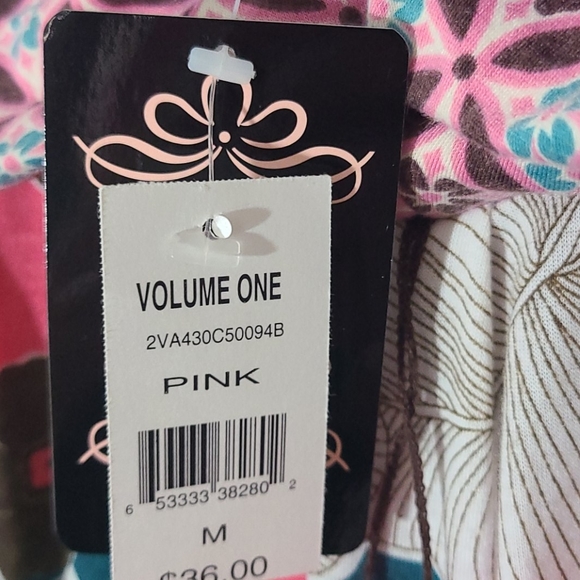 VOLUME ONE
2VA430C50094B
PINK
6 53333 38280 2
M
$36.00